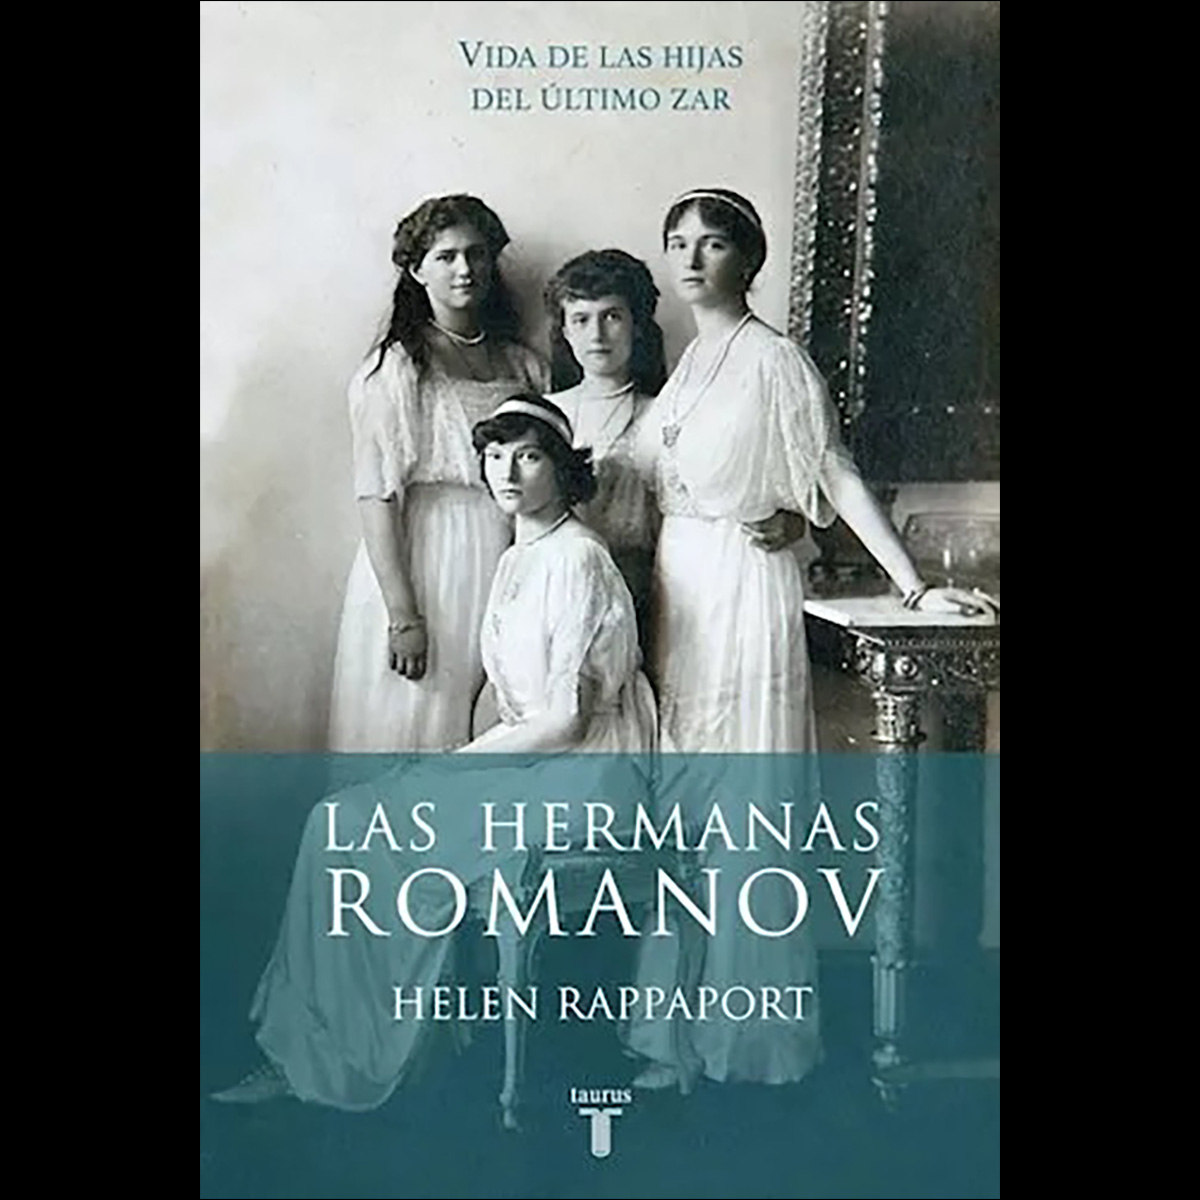 VIDA DE LAS HIJAS
DEL ÚLTIMO ZAR
LAS HERMANAS
ROMANOV
HELEN RAPPAPORT
taurus